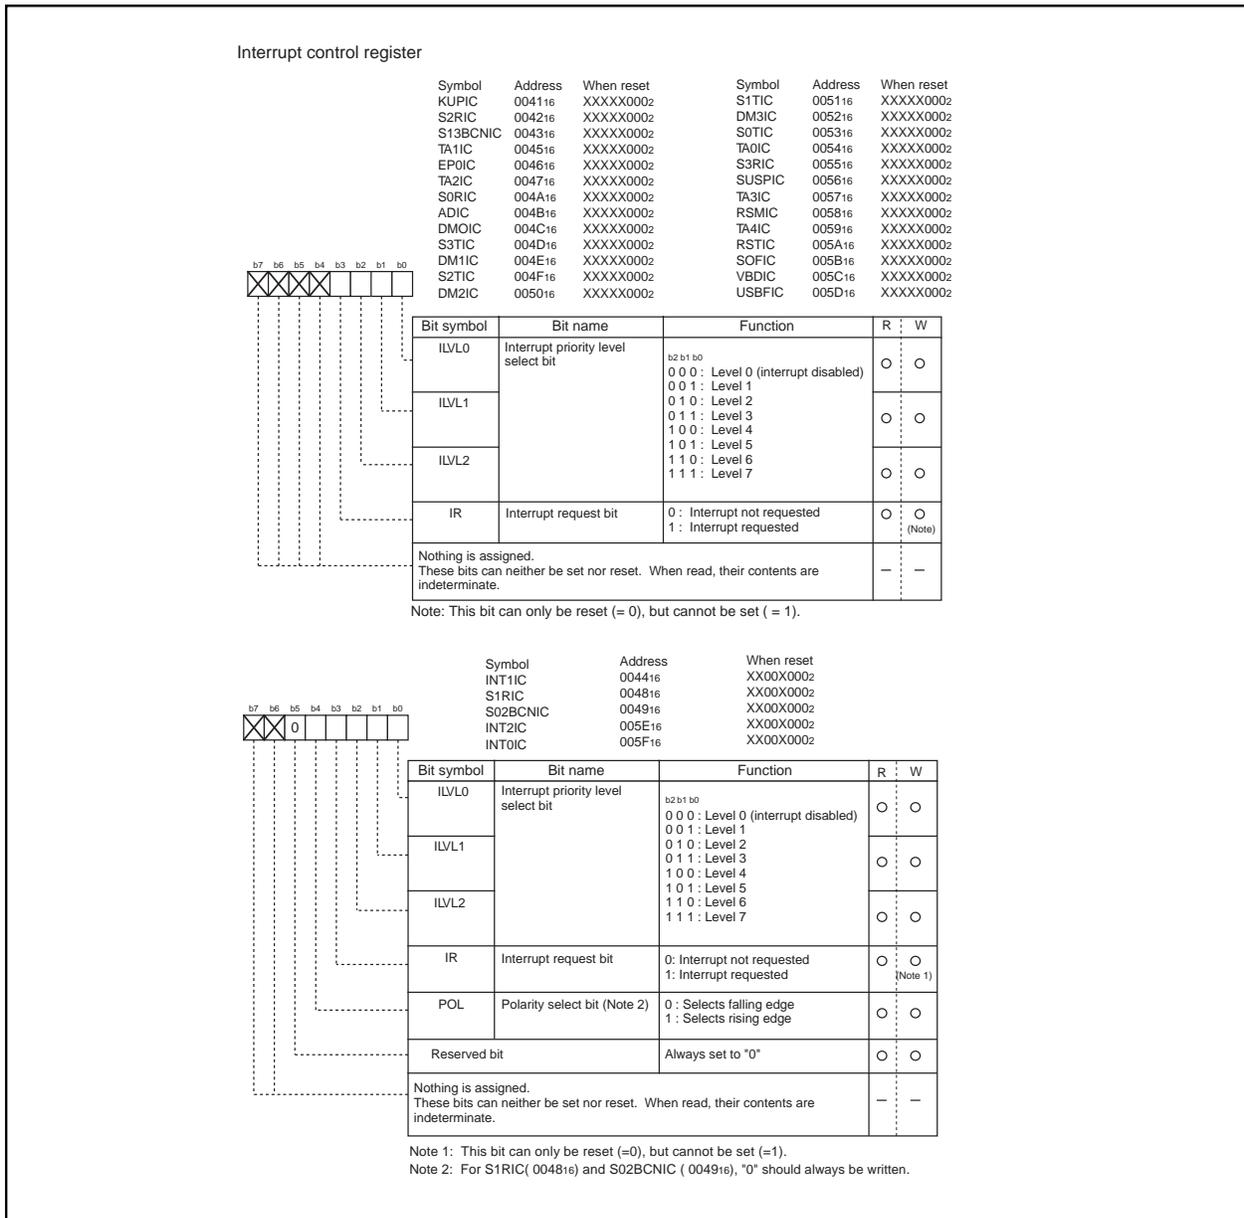 Interrupt control register
Symbol Address When reset
KUPIC 004116 XXXXX0002
S2RIC 004216 XXXXX0002
S13BCNIC 004316 XXXXX0002
TA1IC 004516 XXXXX0002
EP0IC 004616 XXXXX0002
TA2IC 004716 XXXXX0002
S0RIC 004A16 XXXXX0002
ADIC 004B16 XXXXX0002
DMOIC 004C16 XXXXX0002
S3TIC 004D16 XXXXX0002
DM1IC 004E16 XXXXX0002
S2TIC 004F16 XXXXX0002
DM2IC 005016 XXXXX0002
Symbol Address When reset
S1TIC 005116 XXXXX0002
DM3IC 005216 XXXXX0002
S0TIC 005316 XXXXX0002
TA0IC 005416 XXXXX0002
S3RIC 005516 XXXXX0002
SUSPIC 005616 XXXXX0002
TA3IC 005716 XXXXX0002
RSMIC 005816 XXXXX0002
TA4IC 005916 XXXXX0002
RSTIC 005A16 XXXXX0002
SOFIC 005B16 XXXXX0002
VBDIC 005C16 XXXXX0002
USBFIC 005D16 XXXXX0002
b7 b6 b5 b4 b3 b2 b1 b0
Bit symbol Bit name Function R W
ILVL0 Interrupt priority level
select bit
b2 b1 b0
0 0 0 : Level 0 (interrupt disabled)
0 0 1 : Level 1
0 1 0 : Level 2
0 1 1 : Level 3
1 0 0 : Level 4
1 0 1 : Level 5
1 1 0 : Level 6
1 1 1 : Level 7
ILVL1
ILVL2
IR Interrupt request bit 0 : Interrupt not requested
1 : Interrupt requested
(Note)
Nothing is assigned.
These bits can neither be set nor reset. When read, their contents are
indeterminate.
– –
Note: This bit can only be reset (= 0), but cannot be set ( = 1).
Symbol Address When reset
INT1IC 004416 XX00X0002
S1RIC 004816 XX00X0002
S02BCNIC 004916 XX00X0002
INT2IC 005E16 XX00X0002
INT0IC 005F16 XX00X0002
b7 b6 b5 b4 b3 b2 b1 b0
0
Bit symbol Bit name Function R W
ILVL0 Interrupt priority level
select bit
b2 b1 b0
0 0 0 : Level 0 (interrupt disabled)
0 0 1 : Level 1
0 1 0 : Level 2
0 1 1 : Level 3
1 0 0 : Level 4
1 0 1 : Level 5
1 1 0 : Level 6
1 1 1 : Level 7
ILVL1
ILVL2
IR Interrupt request bit 0: Interrupt not requested
1: Interrupt requested
(Note 1)
POL Polarity select bit (Note 2) 0 : Selects falling edge
1 : Selects rising edge
Reserved bit Always set to "0"
Nothing is assigned.
These bits can neither be set nor reset. When read, their contents are
indeterminate.
– –
Note 1: This bit can only be reset (=0), but cannot be set (=1).
Note 2: For S1RIC( 004816) and S02BCNIC ( 004916), "0" should always be written.